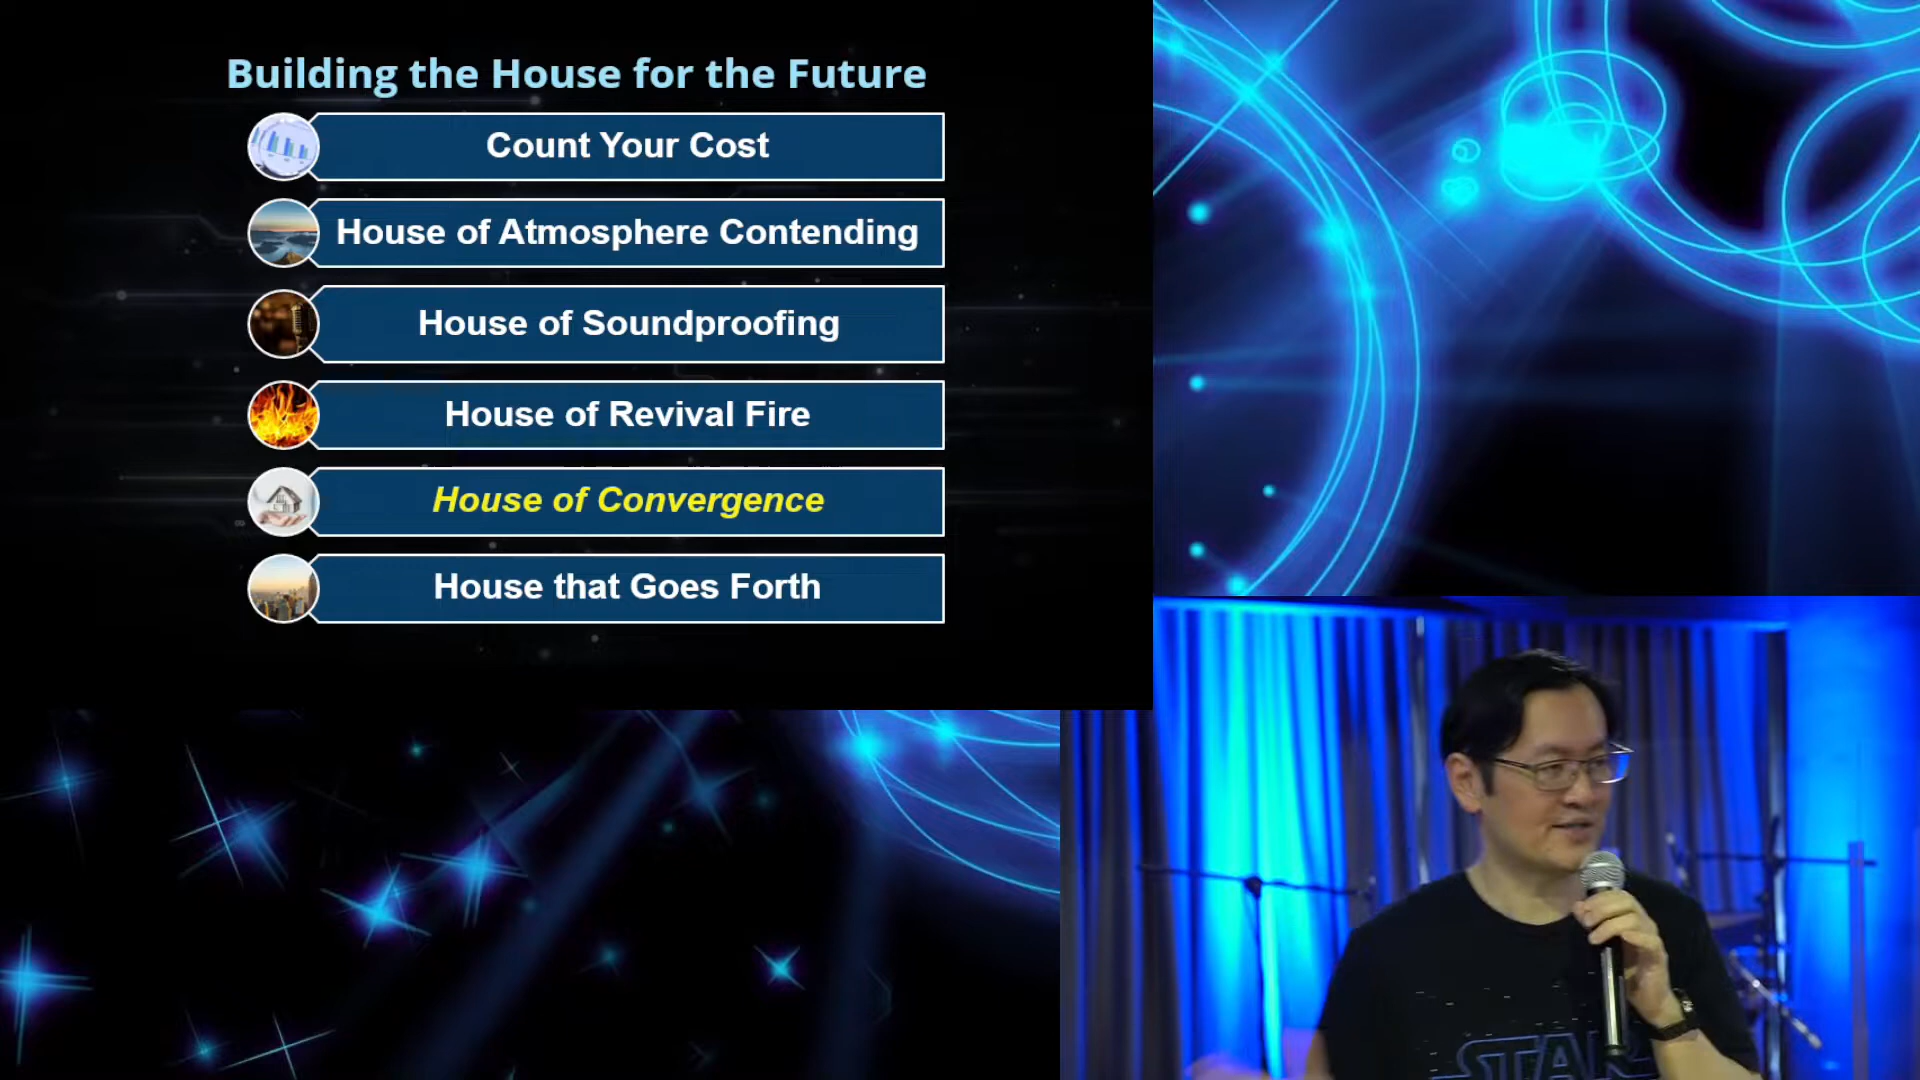 Building the House for the Future
Count Your Cost
House of Atmosphere Contending
House of Soundproofing
House of Revival Fire
House of Convergence
House that Goes Forth
STAR